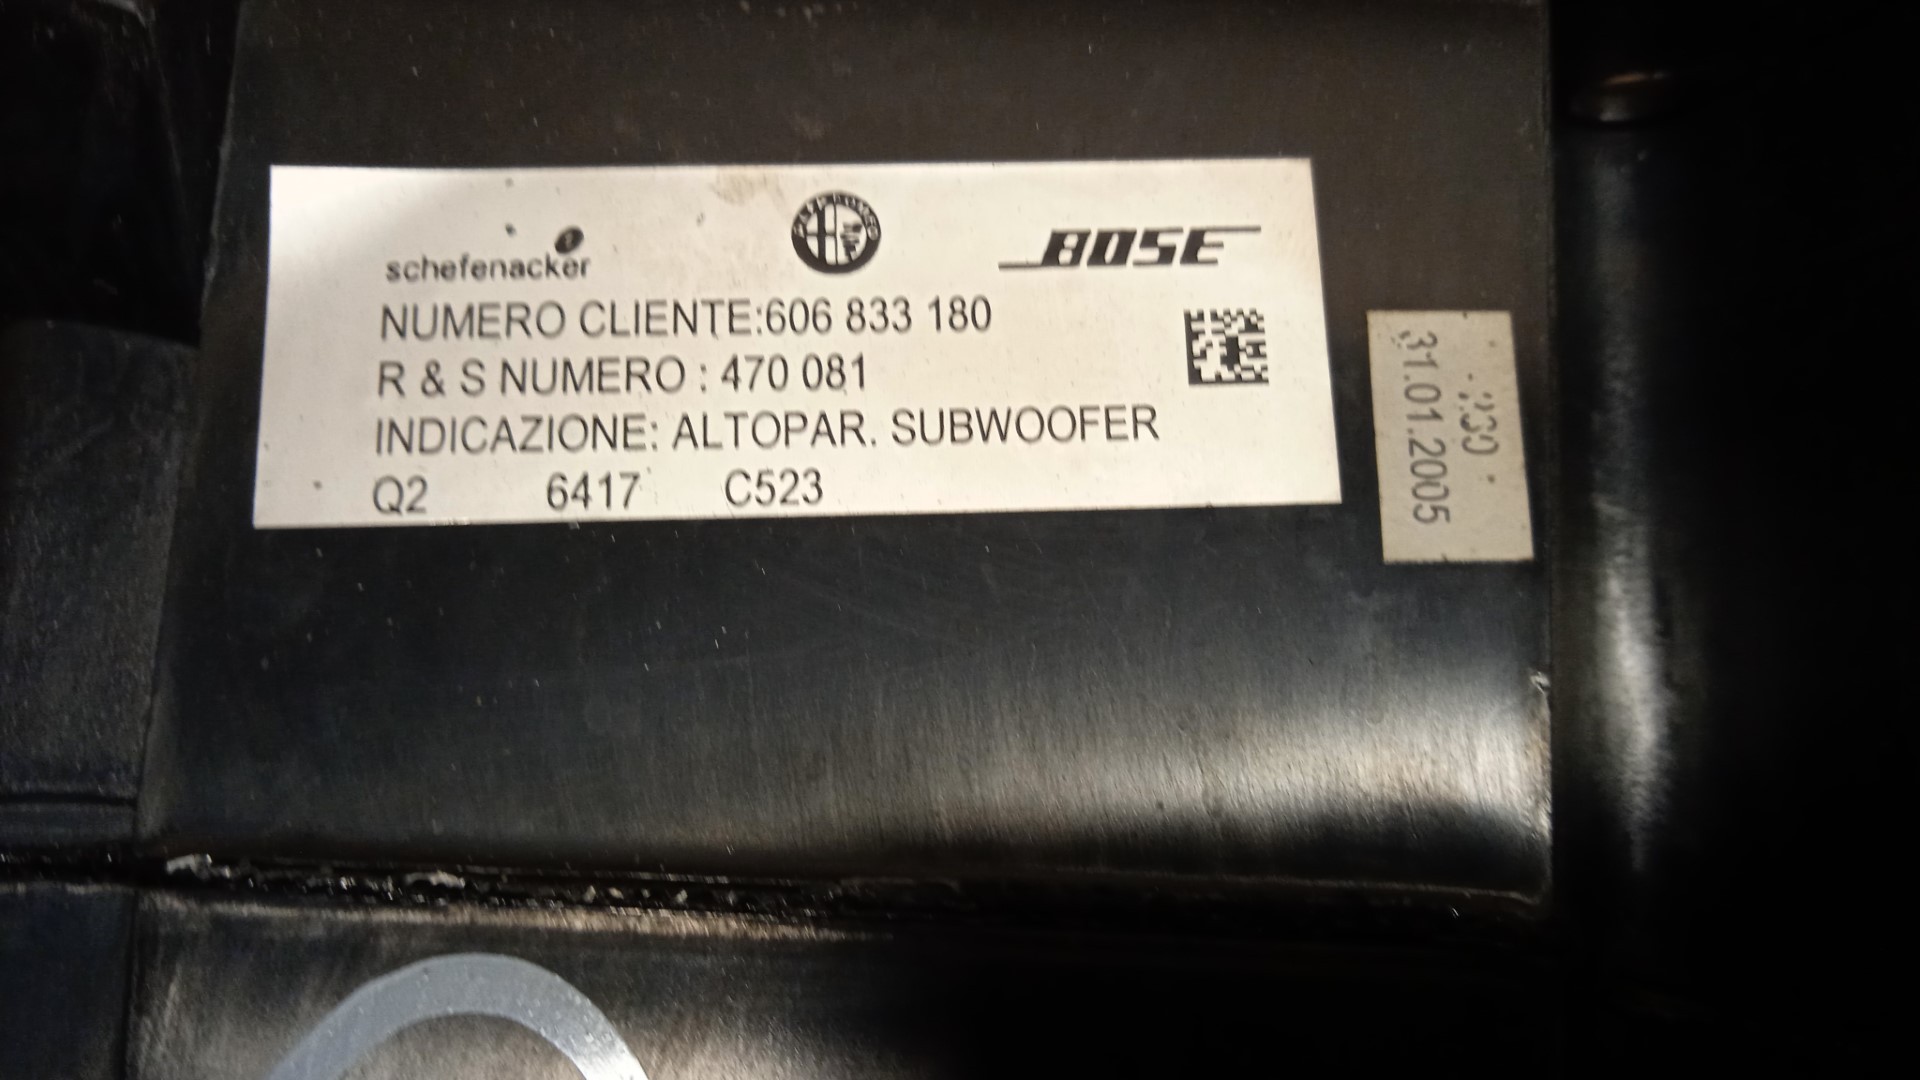 schefenacker
BOSE
NUMERO CLIENTE:606 833 180
R & S NUMERO : 470 081
INDICAZIONE: ALTOPAR. SUBWOOFER
Q2 6417 C523
31.01.2005